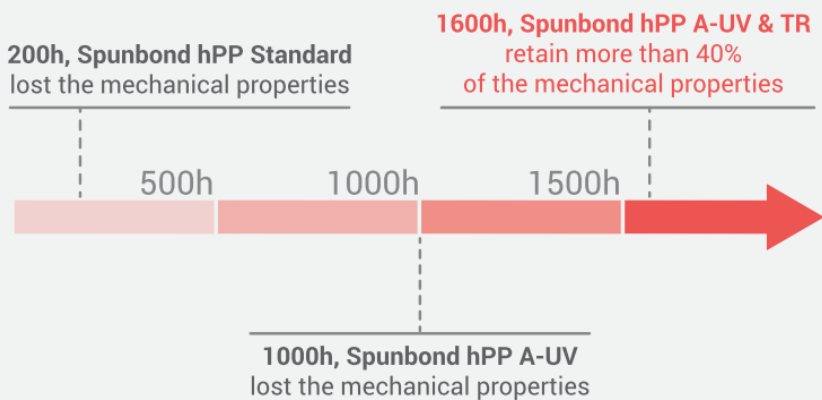 200h, Spunbond hPP Standard
lost the mechanical properties
1600h, Spunbond hPP A-UV & TR
retain more than 40%
of the mechanical properties
500h
1000h
1500h
1000h, Spunbond hPP A-UV
lost the mechanical properties